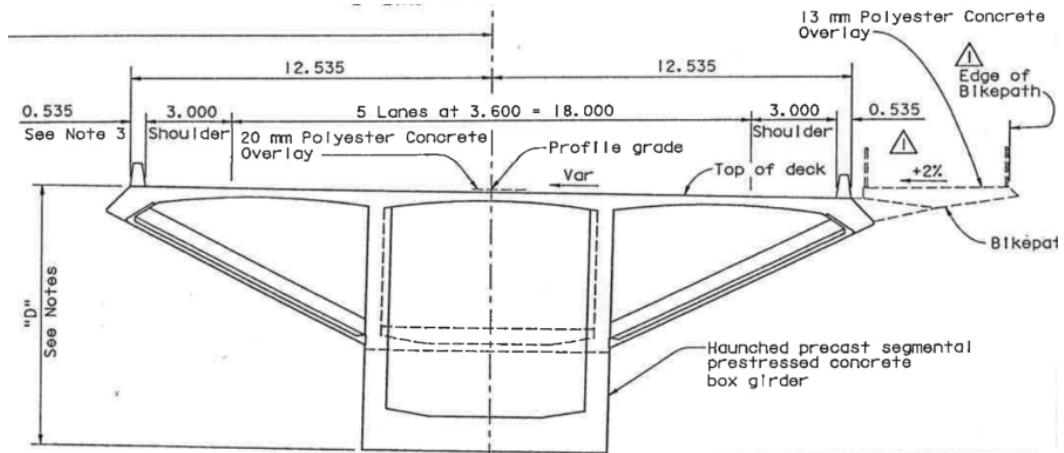 13 mm Polyester Concrete
Overlay
1
Edge of
Bikepath
12.535
12.535
0.535
3.000
5 Lanes at 3.600 = 18.000
3.000
0.535
See Note 3
Shoulder
Shoulder
20 mm Polyester Concrete
Overlay
Profile grade
1
Var
Top of deck
+2%
Bikepat
"D"
See Notes
Haunched precast segmental
prestressed concrete
box girder